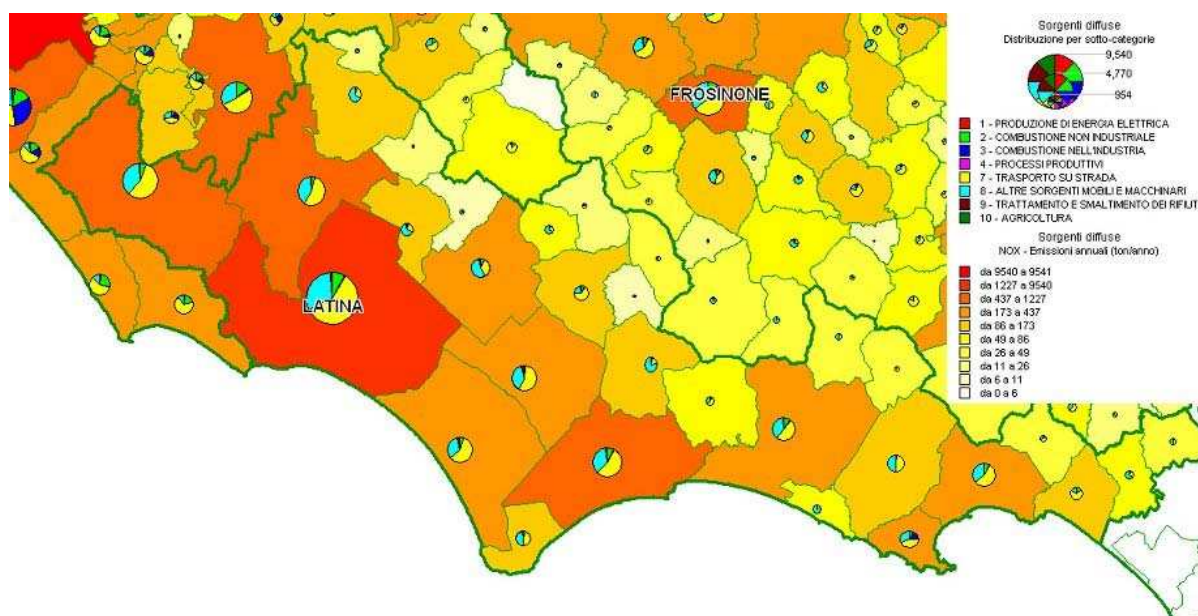 FROSINONE
LATINA
Sorgenti diffuse
Distribuzione per sotto-categorie
9,540
4,770
954
1 - PRODUZIONE DI ENERGIA ELETTRICA
2 - COMBUSTIONE NON INDUSTRIALE
3 - COMBUSTIONE NELL'INDUSTRIA
4 - PROCESSI PRODUTTIVI
7 - TRASPORTO SU STRADA
8 - ALTRE SORGENTI MOBILI E MACCHINARI
9 - TRATTAMENTO E SMALTIMENTO DEI RIFIUT
10 - AGRICOLTURA
Sorgenti diffuse
NOX - Emissioni annuali (ton/anno)
da 9540 a 9541
da 1227 a 9540
da 437 a 1227
da 173 a 437
da 86 a 173
da 49 a 86
da 26 a 49
da 11 a 26
da 6 a 11
da 0 a 6